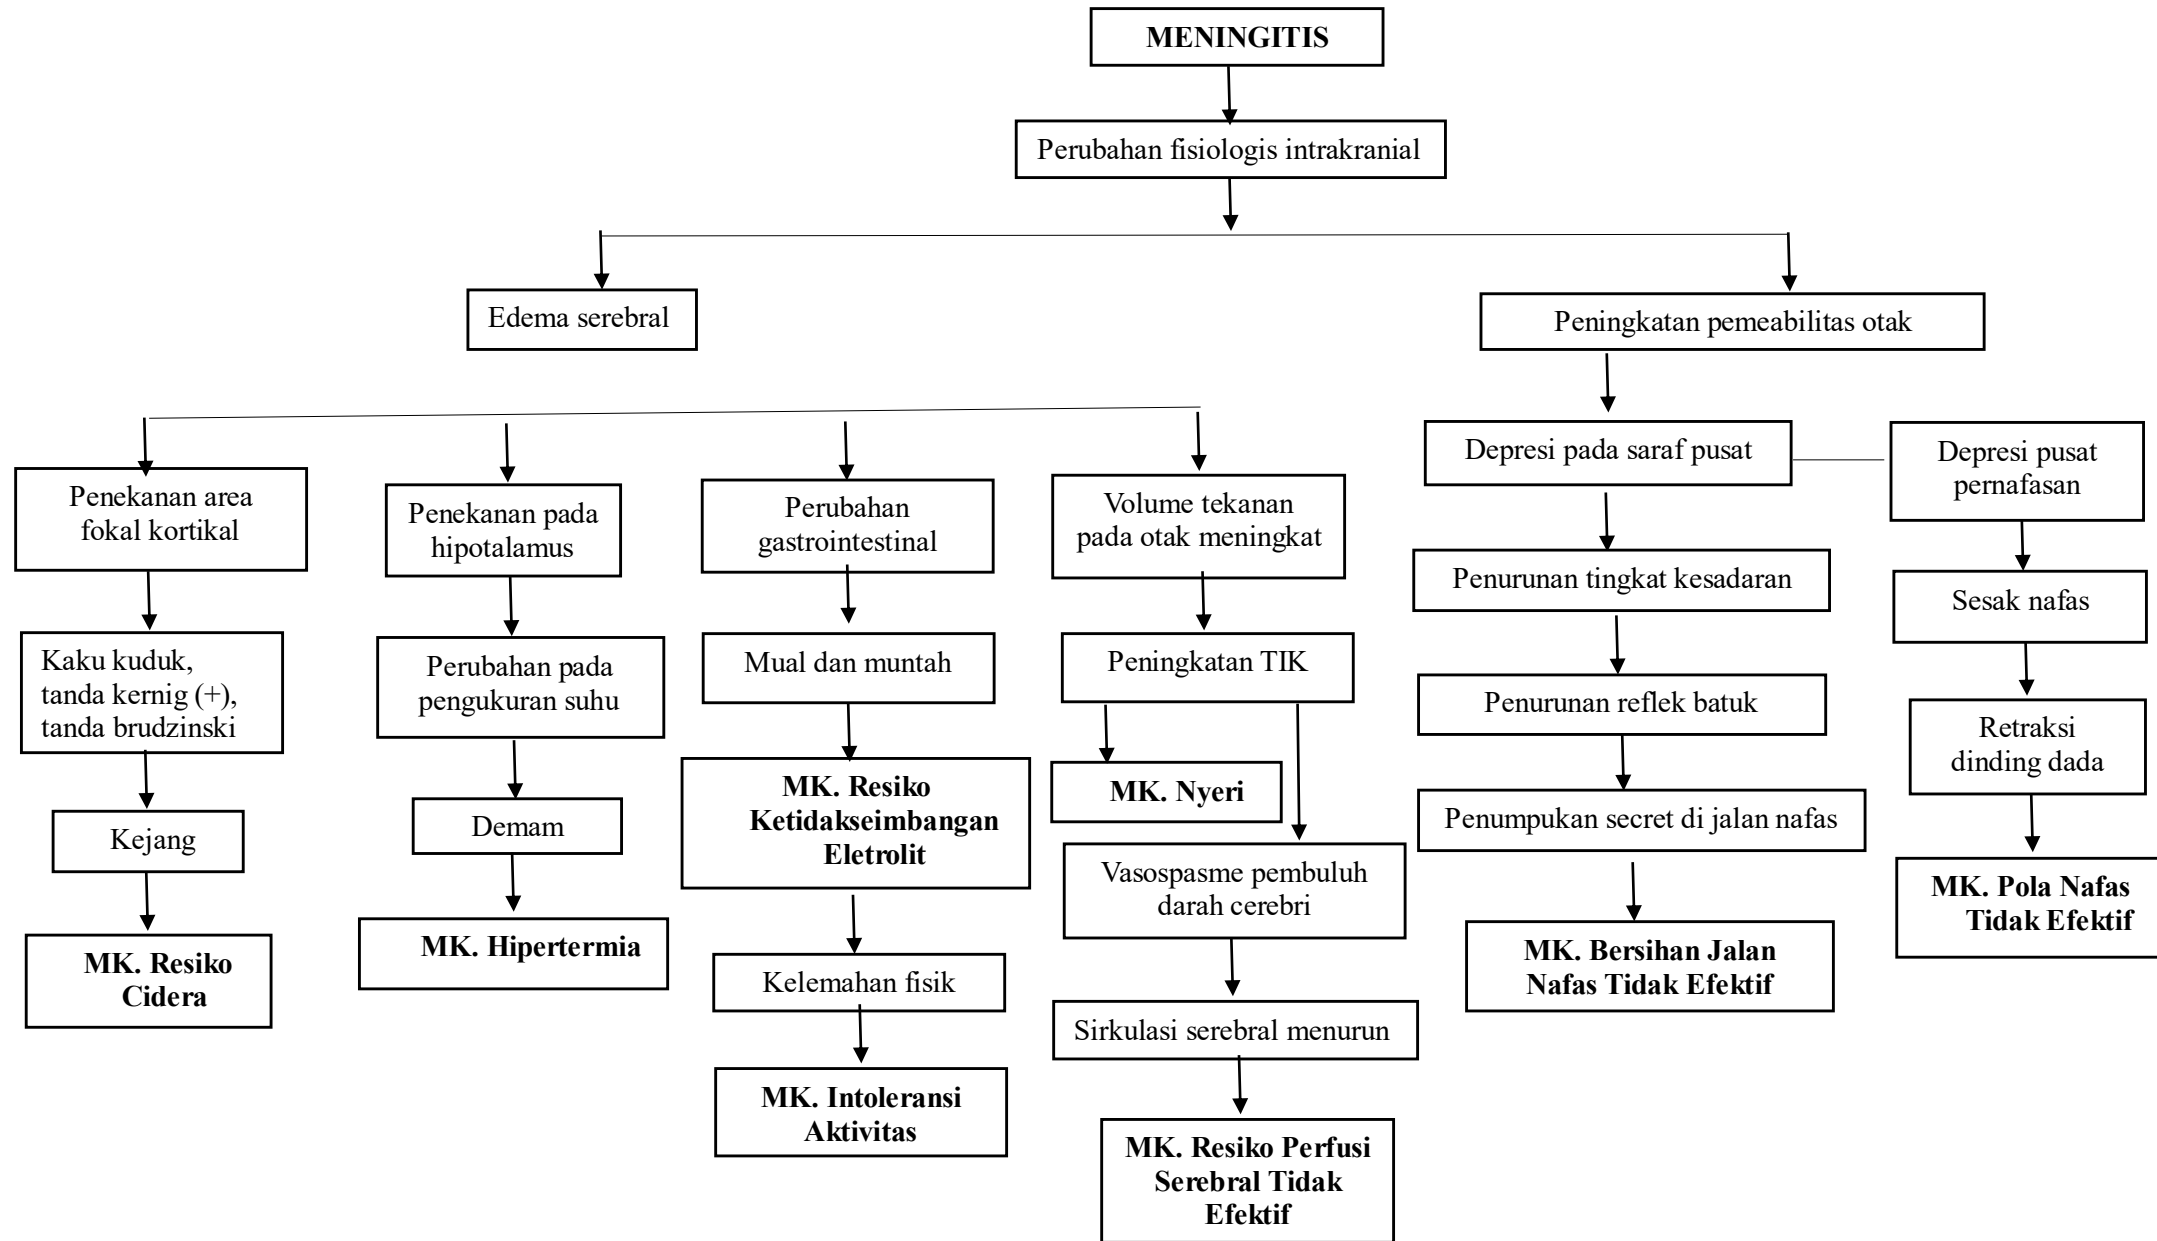 MENINGITIS
Perubahan fisiologis intrakranial
Edema serebral
Peningkatan pemeabilitas otak
Penekanan area
fokal kortikal
Kaku kuduk,
tanda kernig (+),
tanda brudzinski
Kejang
MK. Resiko
Cidera
Penekanan pada
hipotalamus
Perubahan pada
pengukuran suhu
Demam
MK. Hipertermia
Perubahan
gastrointestinal
Mual dan muntah
MK. Resiko
Ketidakseimbangan
Eletrolit
Kelemahan fisik
MK. Intoleransi
Aktivitas
Volume tekanan
pada otak meningkat
Peningkatan TIK
MK. Nyeri
Vasospasme pembuluh
darah cerebri
Sirkulasi serebral menurun
MK. Resiko Perfusi
Serebral Tidak
Efektif
Depresi pada saraf pusat
Penurunan tingkat kesadaran
Penurunan reflek batuk
Penumpukan secret di jalan nafas
MK. Bersihan Jalan
Nafas Tidak Efektif
Depresi pusat
pernafasan
Sesak nafas
Retraksi
dinding dada
MK. Pola Nafas
Tidak Efektif